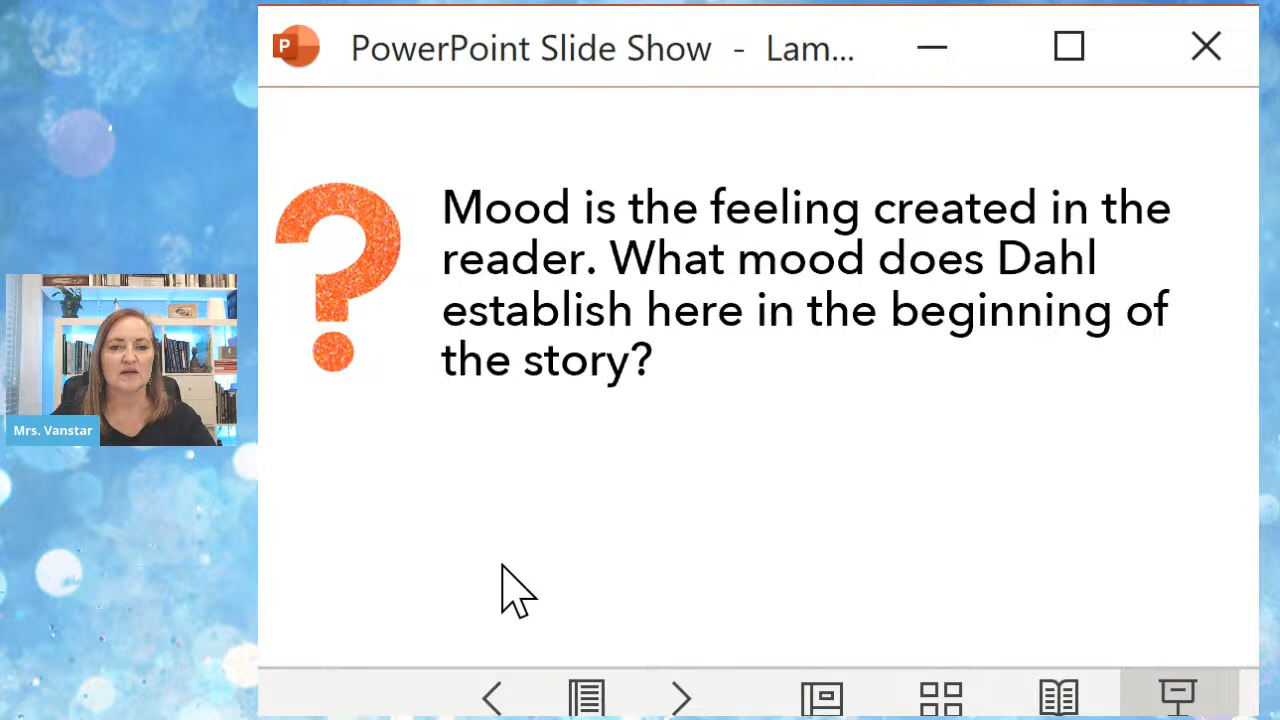 P
PowerPoint Slide Show - Lam...
Mood is the feeling created in the
reader. What mood does Dahl
establish here in the beginning of
the story?
Mrs. Vanstar